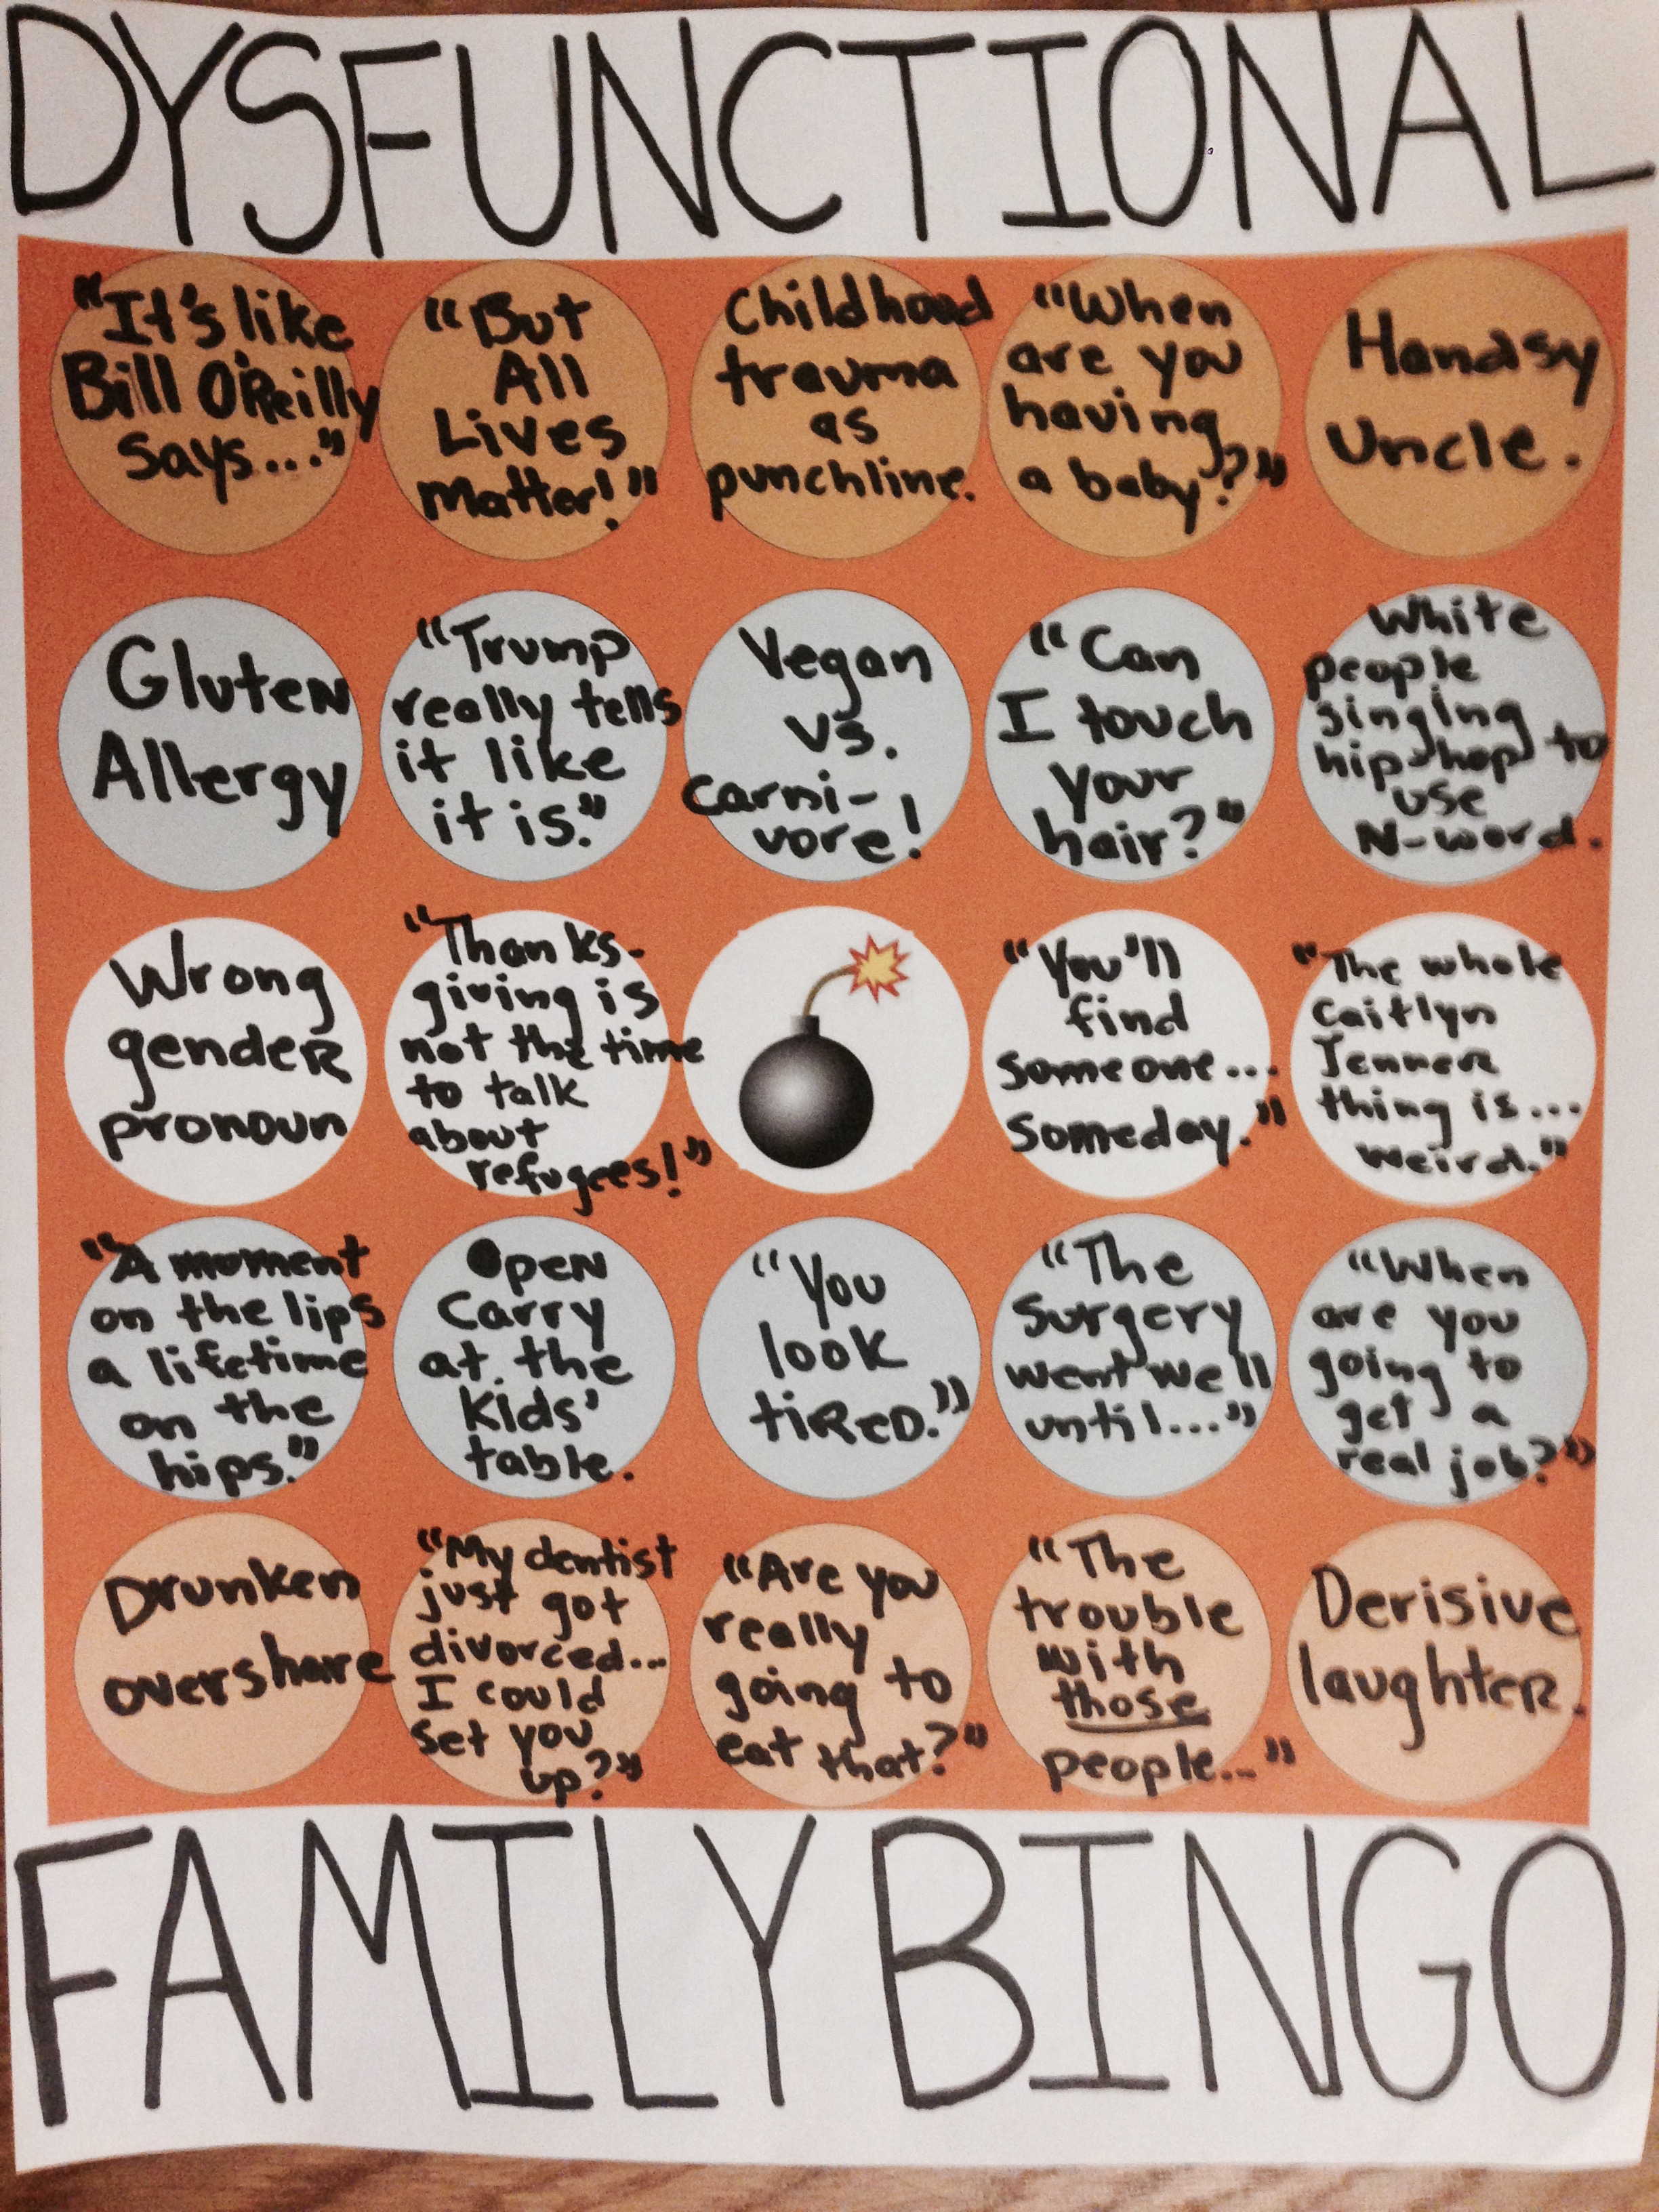 DYSFUNCTIONAL
"It's like
Bill O'Reilly
says..."
"But
All
Lives
Matter!"
Childhood
trauma
as
punchline.
"When
are you
having
a baby?"
Handsy
Uncle.
GluteN
Allergy
"Trump
really tells
it like
it is."
Vegan
vs.
Carni-
vore!
"Can
I touch
your
hair?"
White
people
singing
hip-hop to
use
N-word.
Wrong
gendeR
pronoun
"Thanks-
giving is
not the time
to talk
about
refugees!"
"You'll
find
someone...
Someday."
"The whole
Caitlyn
JenneR
thing is...
weird."
"A moment
on the lips
a lifetime
on the
hips."
OpeN
Carry
at the
Kids'
table.
"You
look
tiReD."
"The
Surgery
went well
until..."
"When
are you
going to
get a
real job?"
Drunken
overshare
"My dentist
just got
divorced...
I could
set you
up?"
"Are you
really
going to
eat that?"
"The
trouble
with
those
people..."
Derisive
laughteR.
FAMILY BINGO